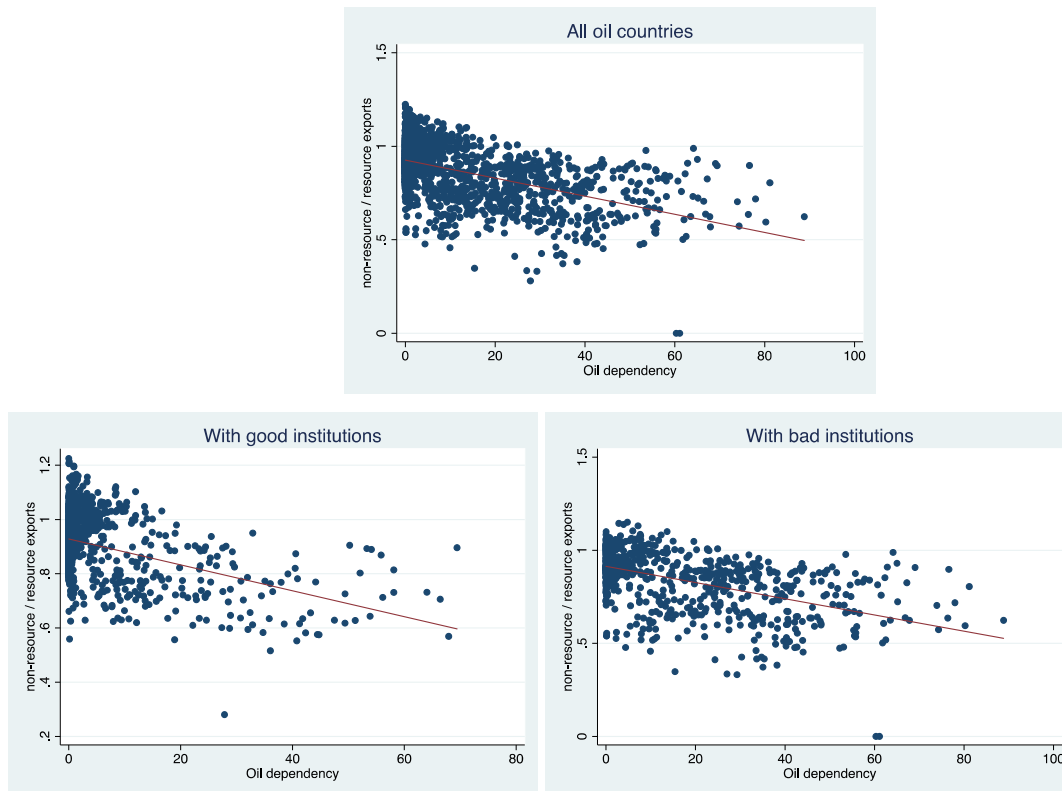 All oil countries
non-resource / resource exports
1.5
1
.5
0
0 20 40 60 80 100
Oil dependency
With good institutions
non-resource / resource exports
1.2
1
.8
.6
.4
.2
0 20 40 60 80
Oil dependency
With bad institutions
non-resource / resource exports
1.5
1
.5
0
0 20 40 60 80 100
Oil dependency